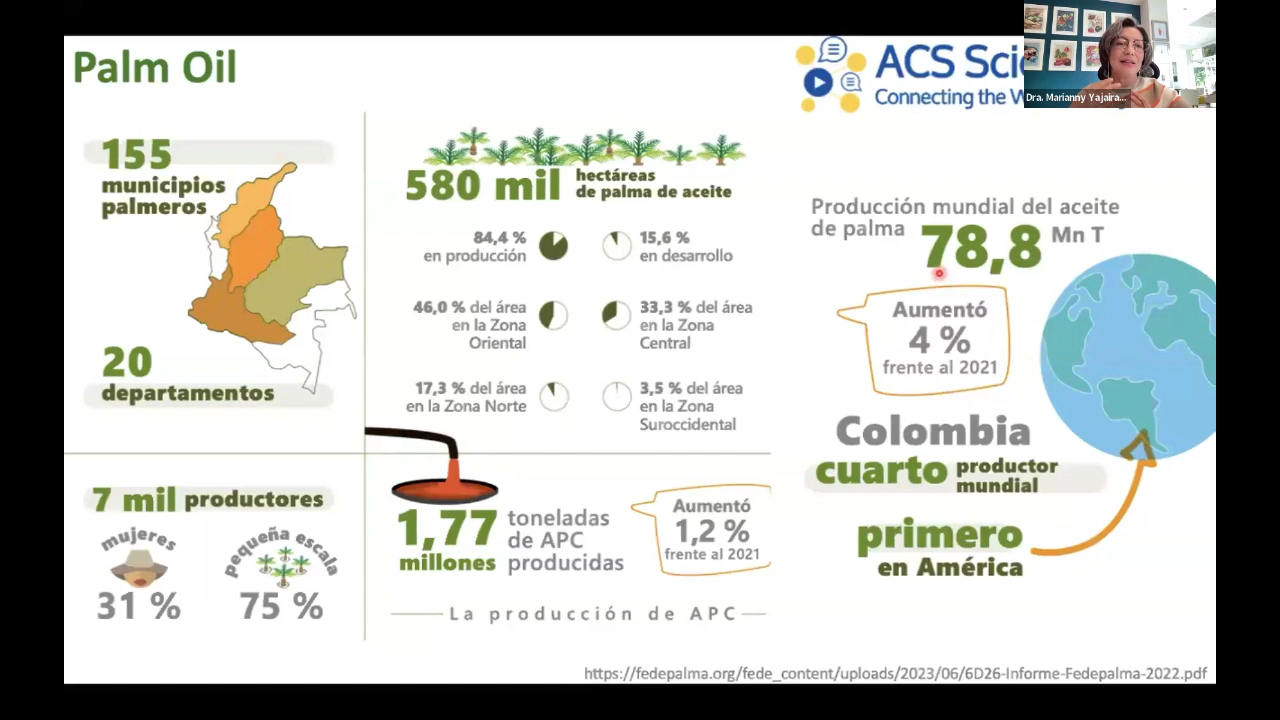 Palm Oil
ACS Sci
Connecting the W
Dra. Marianny Yajaira...
155
municipios
palmeros
20
departamentos
580 mil hectáreas
de palma de aceite
84,4 %
en producción
15,6 %
en desarrollo
46,0 % del área
en la Zona
Oriental
33,3 % del área
en la Zona
Central
17,3 % del área
en la Zona Norte
3,5 % del área
en la Zona
Suroccidental
Producción mundial del aceite
de palma 78,8 Mn T
Aumentó
4 %
frente al 2021
Colombia
cuarto productor
mundial
primero
en América
7 mil productores
mujeres
31 %
pequeña escala
75 %
1,77
millones
toneladas
de APC
producidas
Aumentó
1,2 %
frente al 2021
La producción de APC
https://fedepalma.org/fede_content/uploads/2023/06/6D26-Informe-Fedepalma-2022.pdf